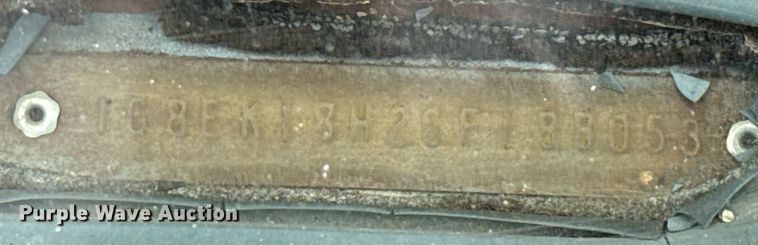 1G8EK18H2GF188053
Purple Wave Auction